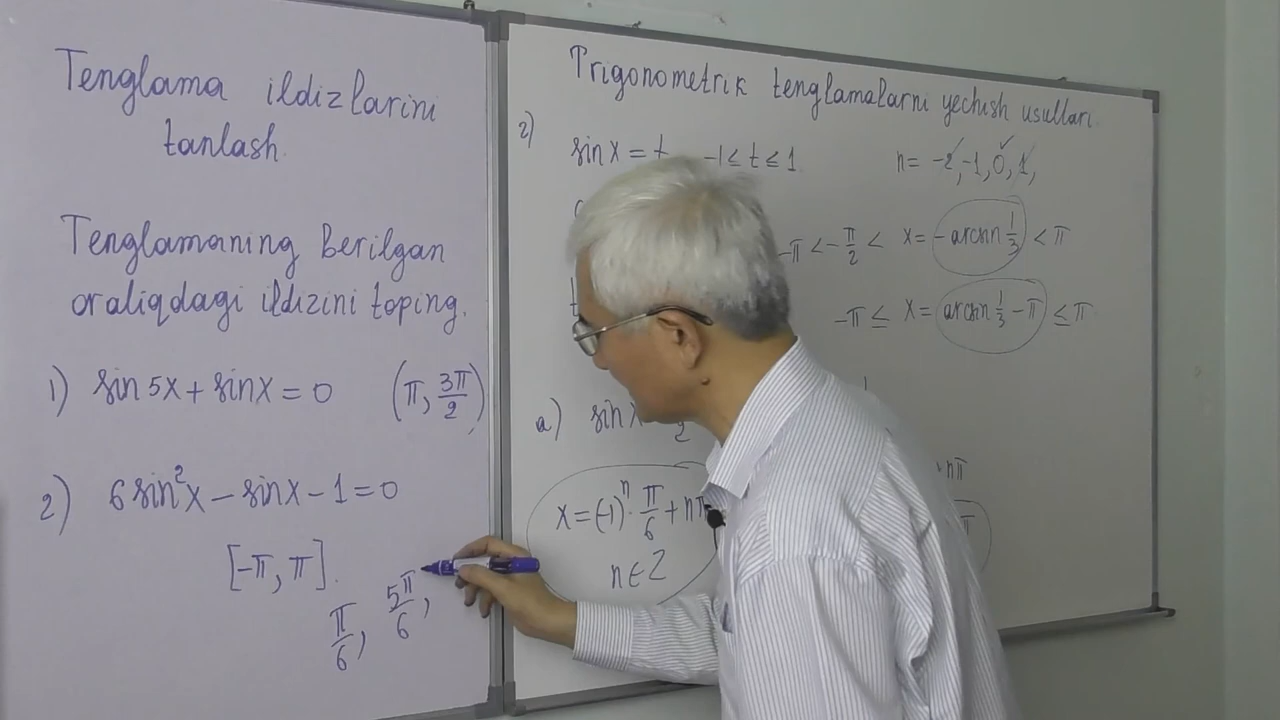 Tenglama ildizlarini
tanlash.
Tenglamaning berilgan
oraliqdagi ildizini toping.
1) sin 5x + sin x = 0 (π, 3π/2)
2) 6 sin²x − sin x − 1 = 0
[-π, π].
π/6, 5π/6,
Trigonometrik tenglamalarni yechish usullari
2)
sin x = t -1 ≤ t ≤ 1
n = -2, -1, 0, 1,
-π < -π/2 < x = -arcsin 1/3 < π
-π ≤ x = arcsin 1/3 − π ≤ π
a) sin x
x = (-1)ⁿ · π/6 + nπ
n ∈ Z
nπ